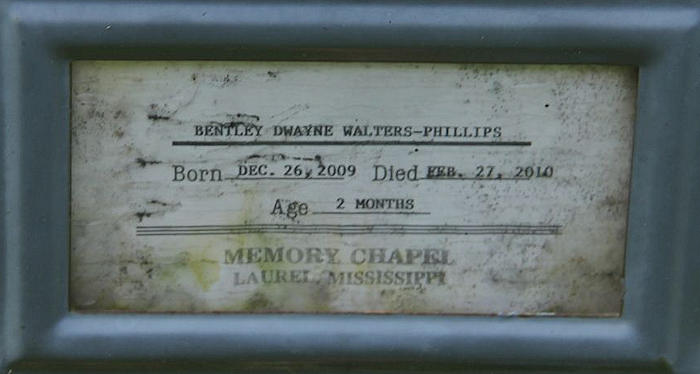 BENTLEY DWAYNE WALTERS-PHILLIPS
Born DEC. 26, 2009 Died FEB. 27, 2010
Age 2 MONTHS
MEMORY CHAPEL
LAUREL, MISSISSIPPI